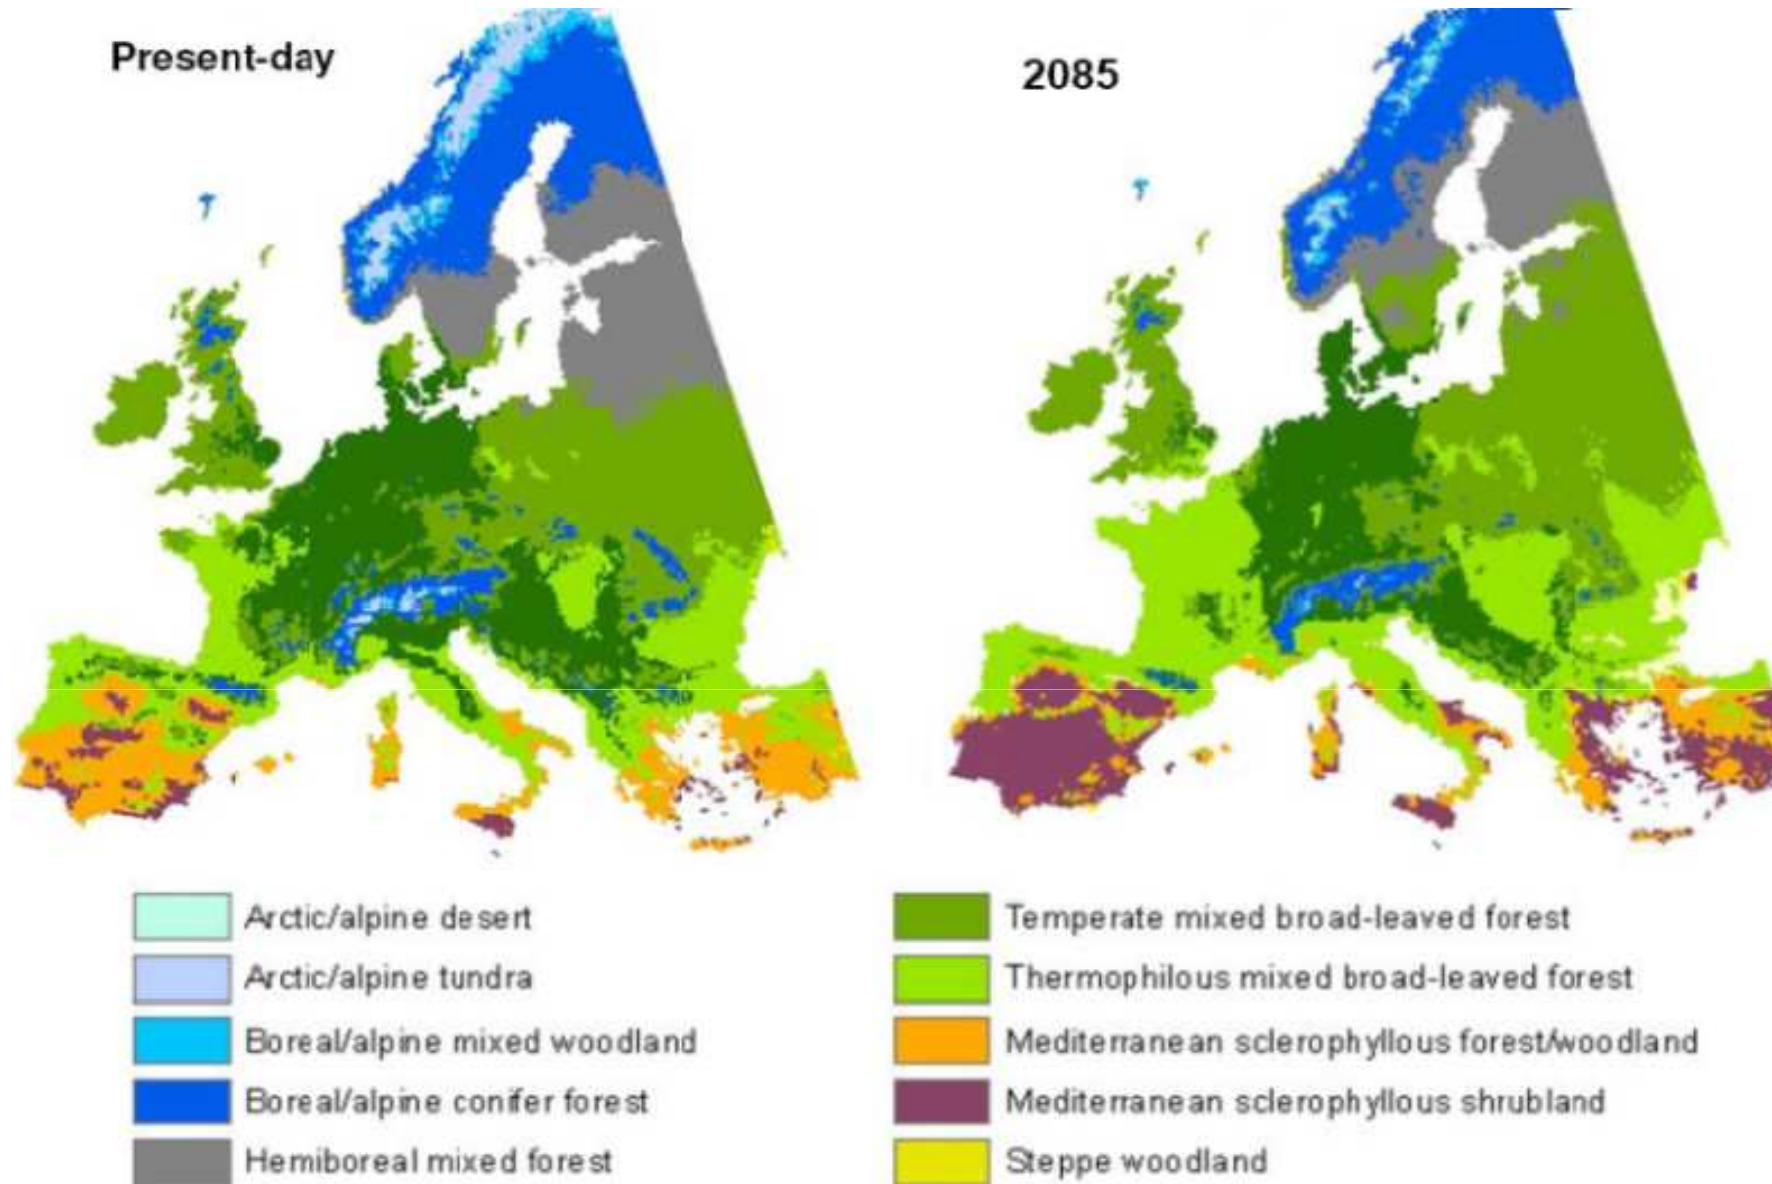 Present-day
2085
Arctic/alpine desert
Arctic/alpine tundra
Boreal/alpine mixed woodland
Boreal/alpine conifer forest
Hemiboreal mixed forest
Temperate mixed broad-leaved forest
Thermophilous mixed broad-leaved forest
Mediterranean sclerophyllous forest/woodland
Mediterranean sclerophyllous shrubland
Steppe woodland